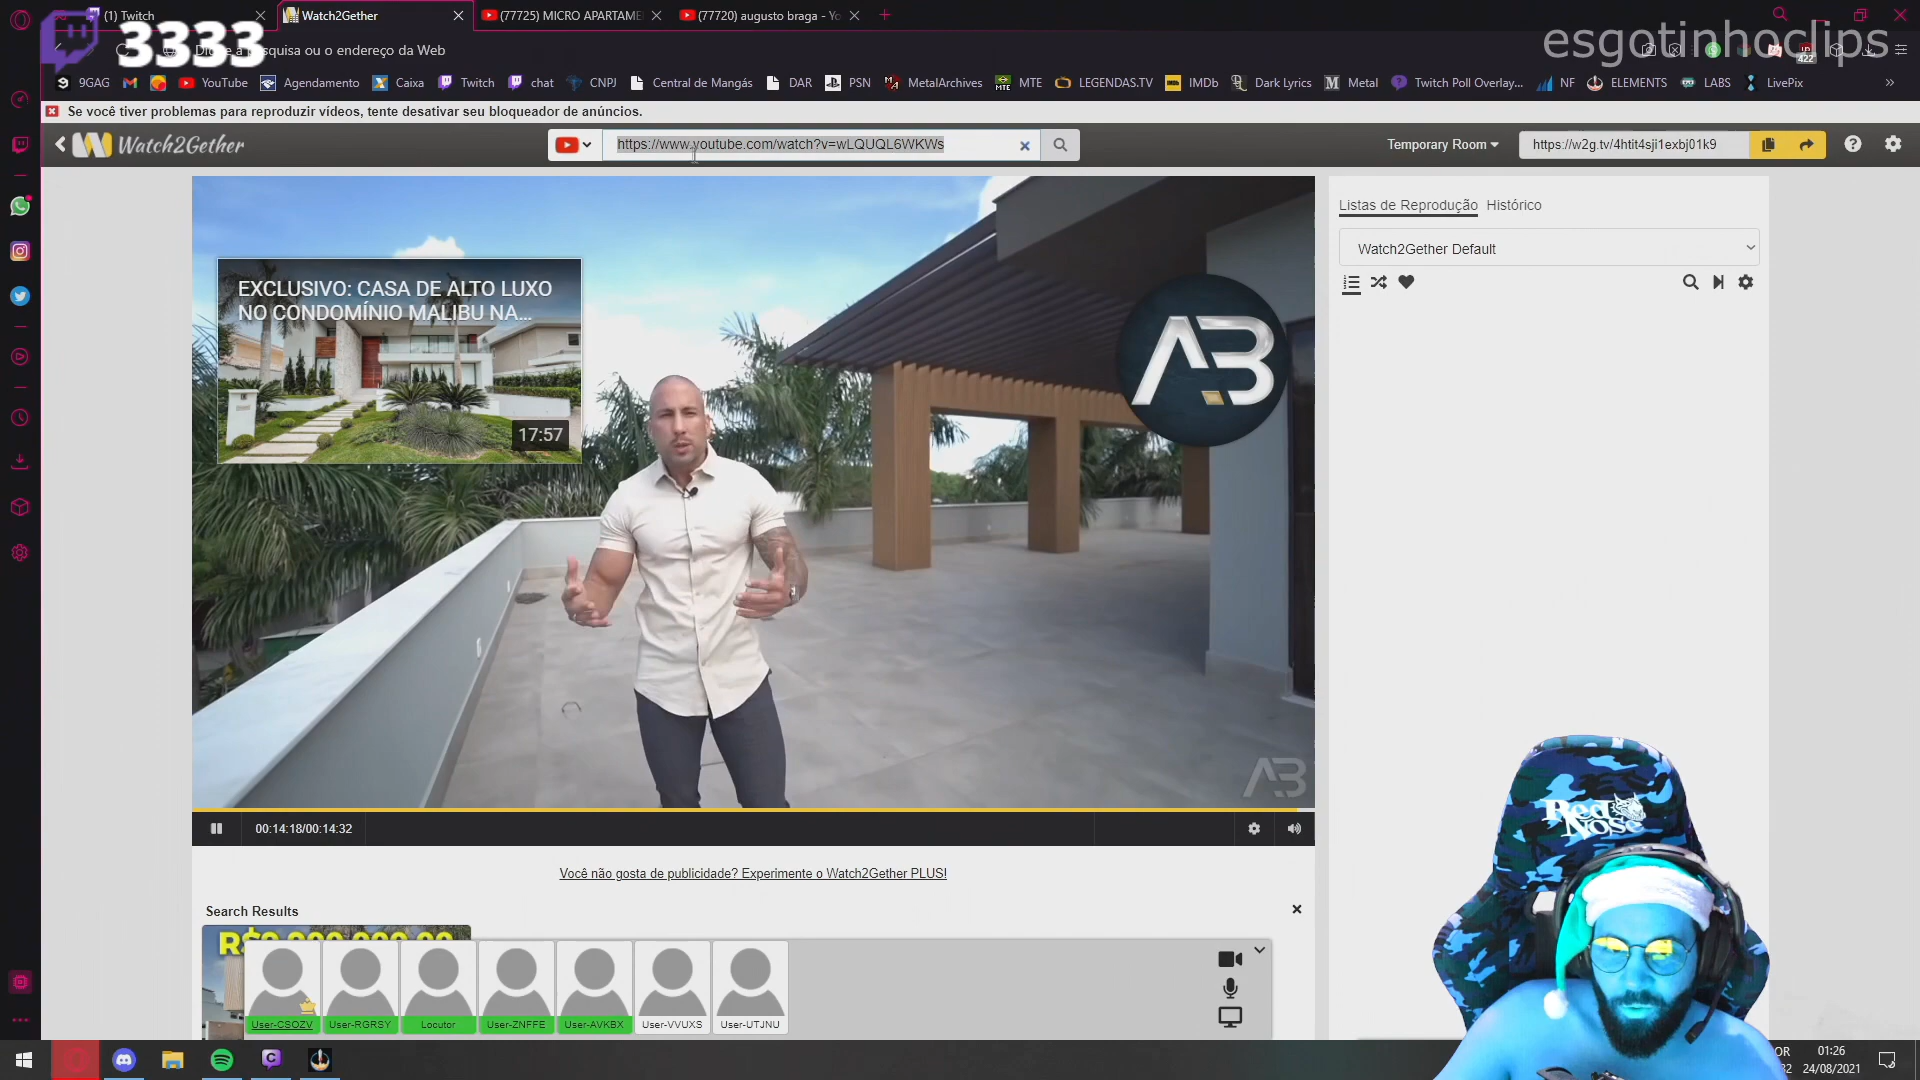 (1) Twitch
Watch2Gether
(77725) MICRO APARTAME
(77720) augusto braga - Yo
3333
esgotinhoclips
Digite a pesquisa ou o endereço da Web
422
9GAG
YouTube
Agendamento
Caixa
Twitch
chat
CNPJ
Central de Mangás
DAR
PSN
MetalArchives
MTE
LEGENDAS.TV
IMDb
Dark Lyrics
Metal
Twitch Poll Overlay...
NF
ELEMENTS
LABS
LivePix
Se você tiver problemas para reproduzir vídeos, tente desativar seu bloqueador de anúncios.
Watch2Gether
https://www.youtube.com/watch?v=wLQUQL6WKWs
Temporary Room
https://w2g.tv/4htit4sji1exbj01k9
EXCLUSIVO: CASA DE ALTO LUXO
NO CONDOMÍNIO MALIBU NA...
17:57
AB
AB
Listas de Reprodução
Histórico
Watch2Gether Default
00:14:18/00:14:32
Você não gosta de publicidade? Experimente o Watch2Gether PLUS!
Search Results
User-CSOZV
User-RGRSY
Locutor
User-ZNFFE
User-AVKBX
User-VVUXS
User-UTJNU
Red
Nose
01:26
24/08/2021